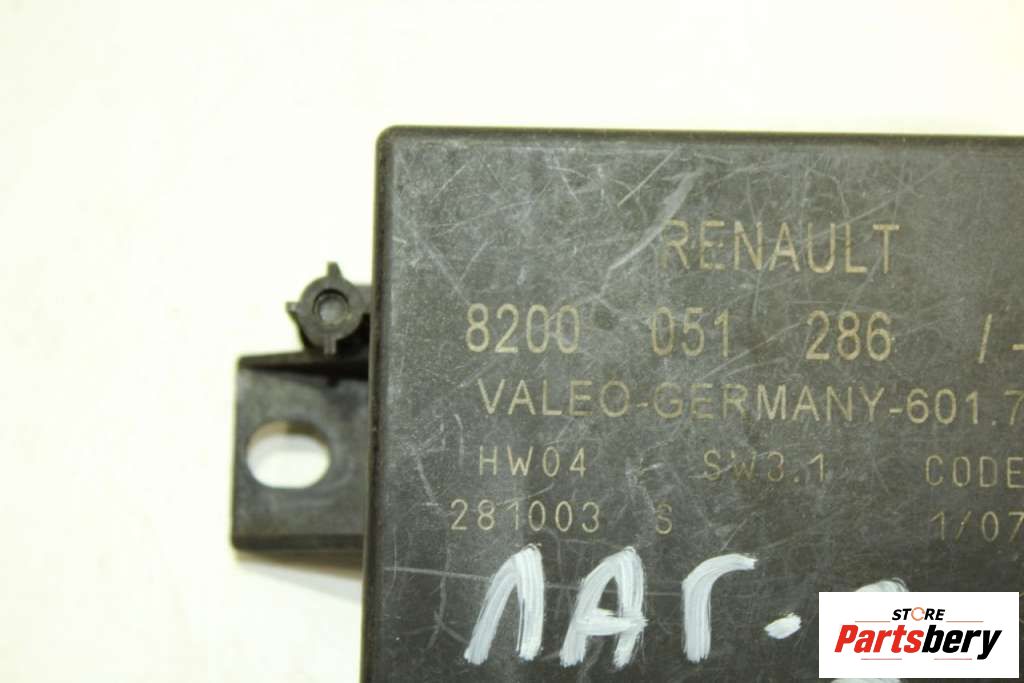 RENAULT
8200 051 286 /-
VALEO-GERMANY-601.7
HW04 SW3.1 CODE
281003 S 1/07
ЛАГ.
STORE
Partsbery